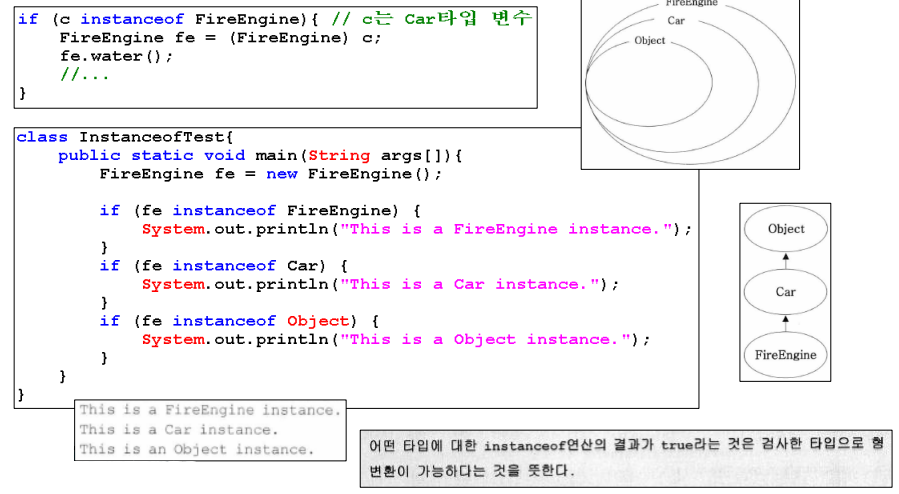 if (c instanceof FireEngine){ // c는 Car타입 변수
FireEngine fe = (FireEngine) c;
fe.water();
//...
}
FireEngine
Car
Object
class InstanceofTest{
public static void main(String args[]){
FireEngine fe = new FireEngine();
if (fe instanceof FireEngine) {
System.out.println("This is a FireEngine instance.");
}
if (fe instanceof Car) {
System.out.println("This is a Car instance.");
}
if (fe instanceof Object) {
System.out.println("This is a Object instance.");
}
}
}
Object
Car
FireEngine
This is a FireEngine instance.
This is a Car instance.
This is an Object instance.
어떤 타입에 대한 instanceof연산의 결과가 true라는 것은 검사한 타입으로 형
변환이 가능하다는 것을 뜻한다.